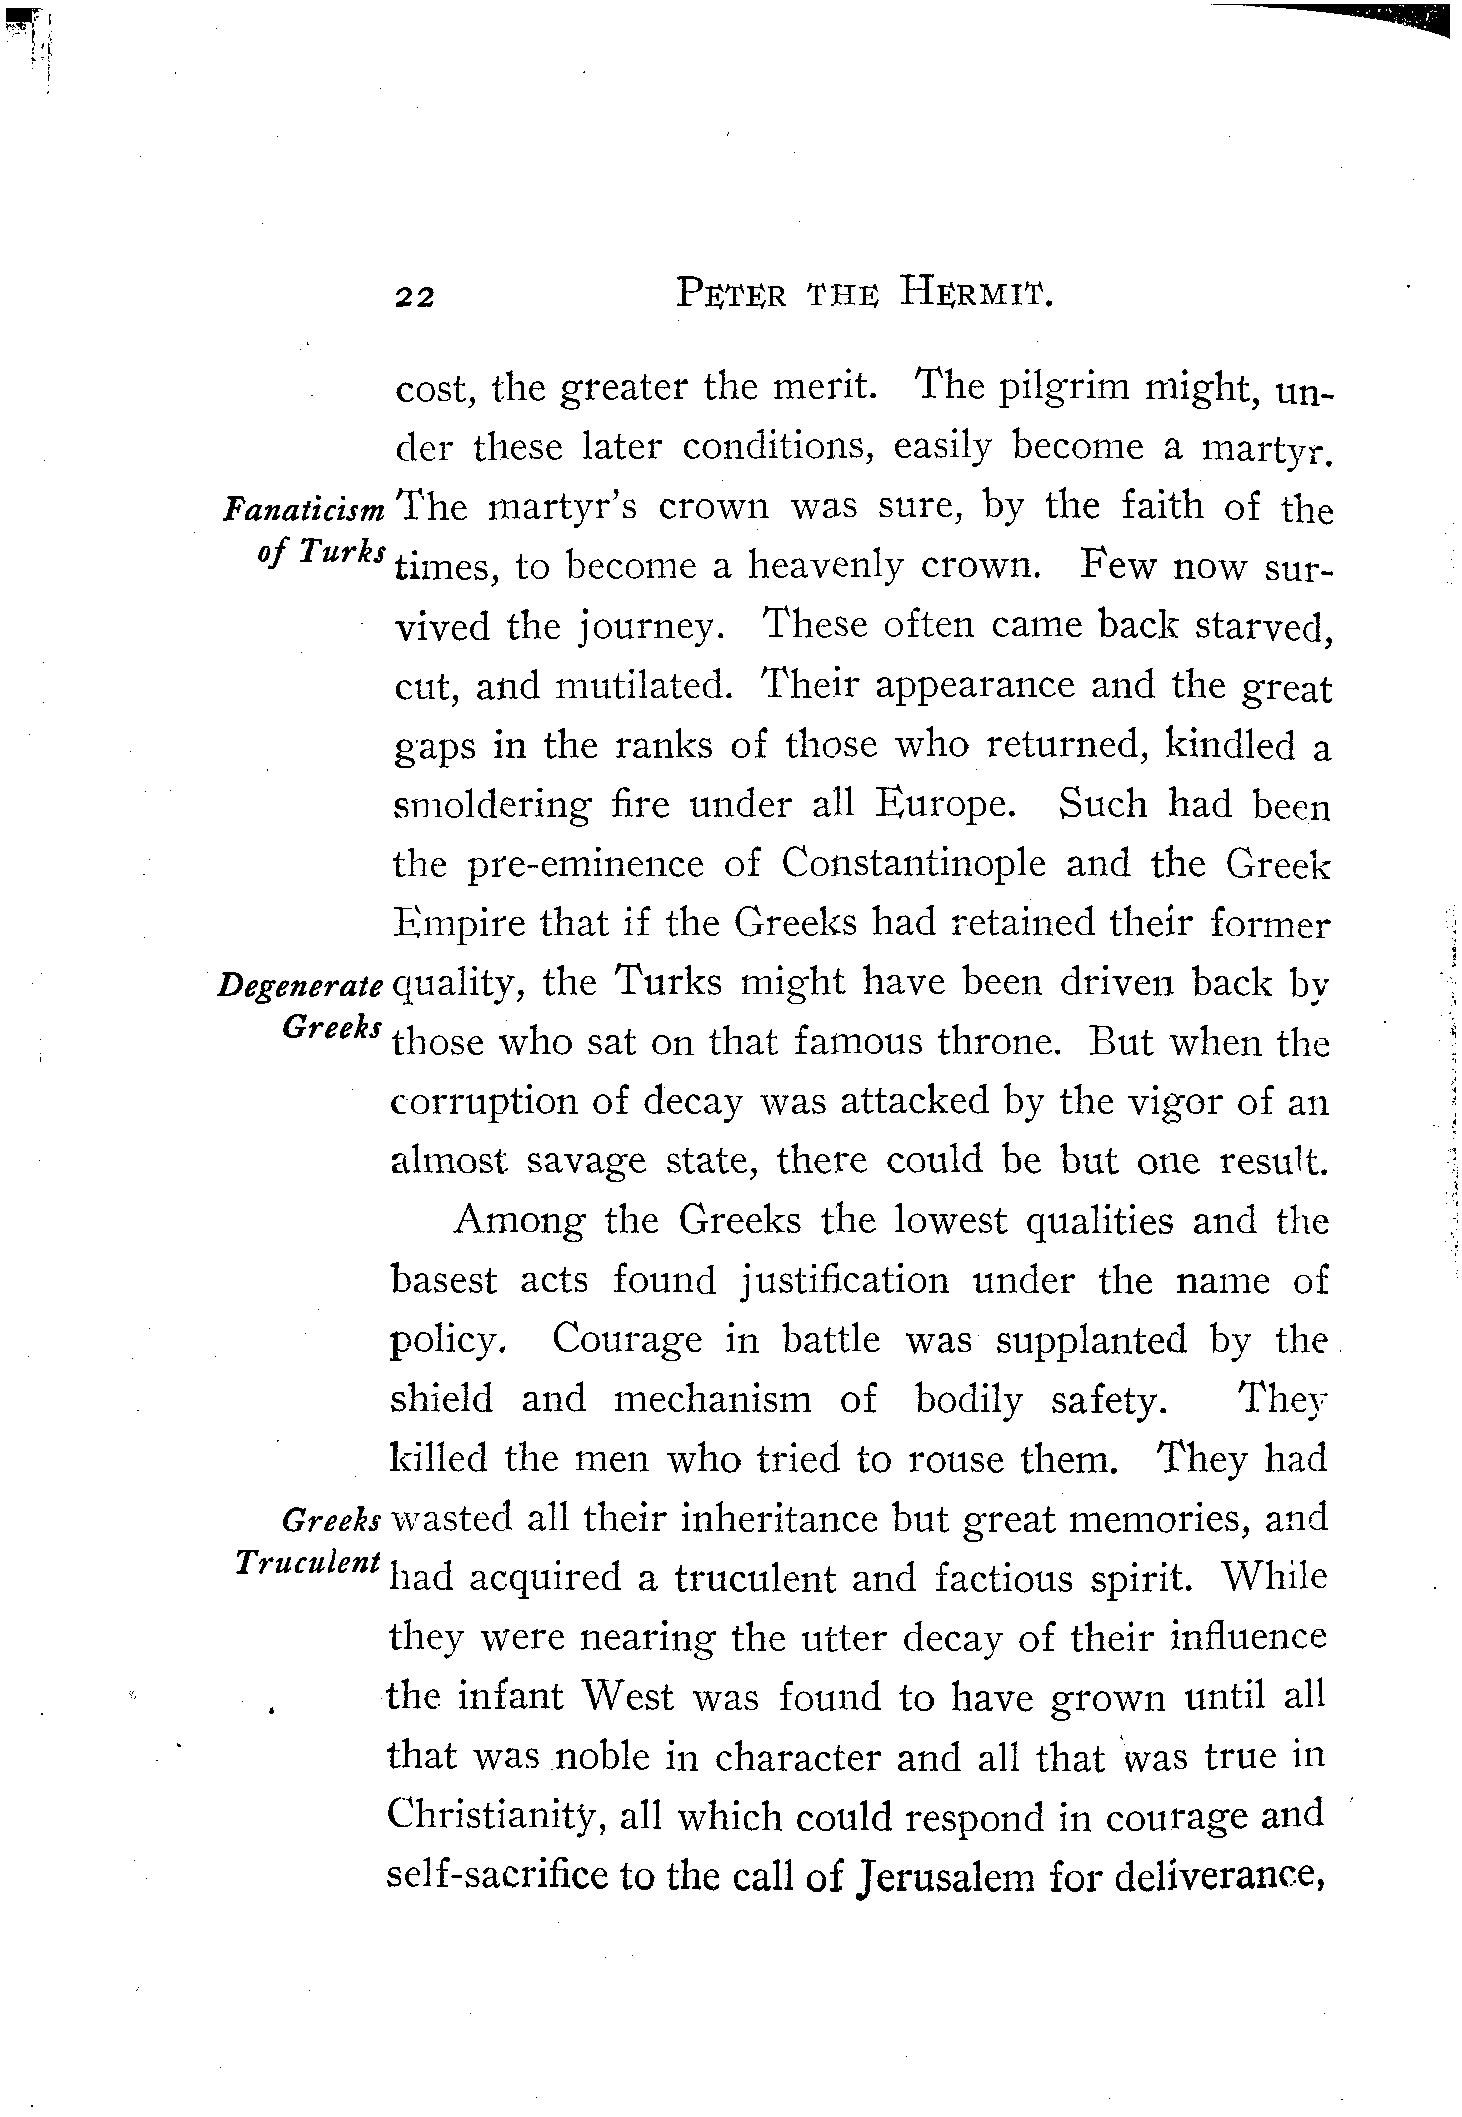 22 PETER THE HERMIT.
cost, the greater the merit. The pilgrim might, un-
der these later conditions, easily become a martyr.
Fanaticism The martyr's crown was sure, by the faith of the
of Turks times, to become a heavenly crown. Few now sur-
vived the journey. These often came back starved,
cut, and mutilated. Their appearance and the great
gaps in the ranks of those who returned, kindled a
smoldering fire under all Europe. Such had been
the pre-eminence of Constantinople and the Greek
Empire that if the Greeks had retained their former
Degenerate quality, the Turks might have been driven back by
Greeks those who sat on that famous throne. But when the
corruption of decay was attacked by the vigor of an
almost savage state, there could be but one result.
Among the Greeks the lowest qualities and the
basest acts found justification under the name of
policy. Courage in battle was supplanted by the
shield and mechanism of bodily safety. They
killed the men who tried to rouse them. They had
Greeks wasted all their inheritance but great memories, and
Truculent had acquired a truculent and factious spirit. While
they were nearing the utter decay of their influence
the infant West was found to have grown until all
that was noble in character and all that was true in
Christianity, all which could respond in courage and
self-sacrifice to the call of Jerusalem for deliverance,